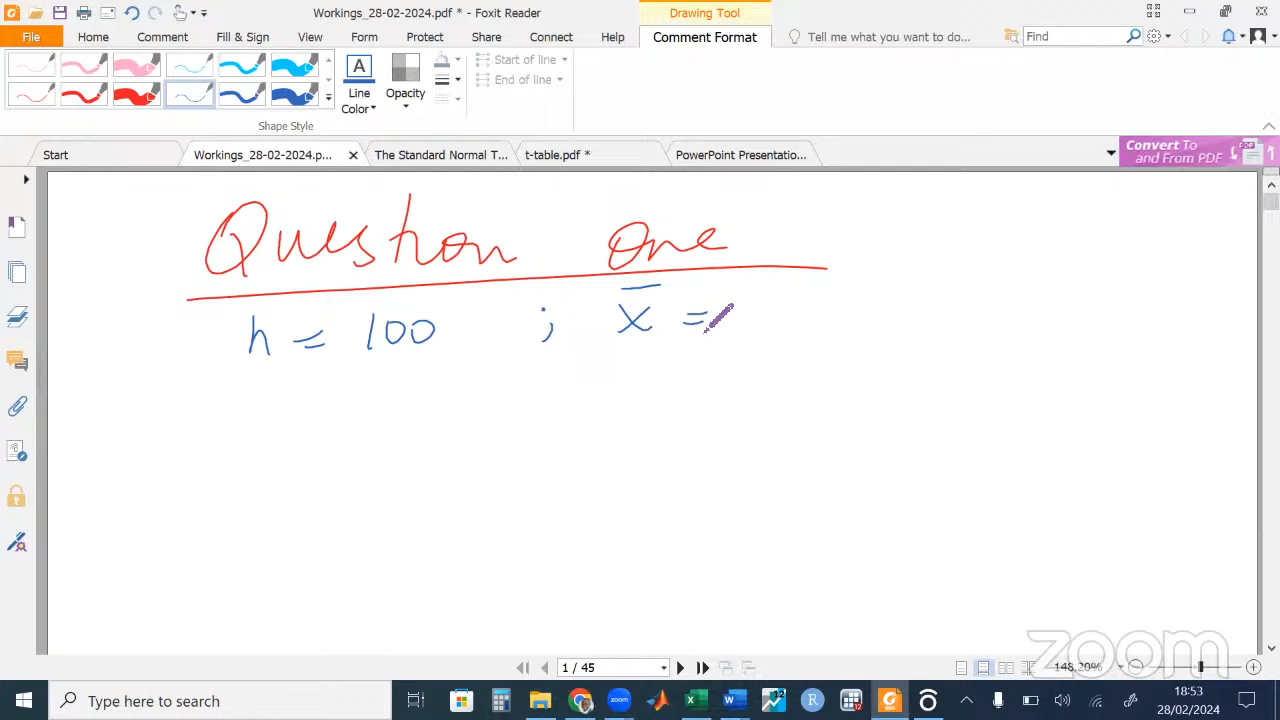 Workings_28-02-2024.pdf * - Foxit Reader
Drawing Tool
File Home Comment Fill & Sign View Form Protect Share Connect Help Comment Format Tell me what you want to do... Find
Line Color
Opacity
Start of line
End of line
Shape Style
Start
Workings_28-02-2024.p...
The Standard Normal T...
t-table.pdf *
PowerPoint Presentatio...
Convert To and From PDF
Question One
n = 100 ; x̄ =
zoom
1 / 45
148.20%
Type here to search
zoom
12
18:53
28/02/2024